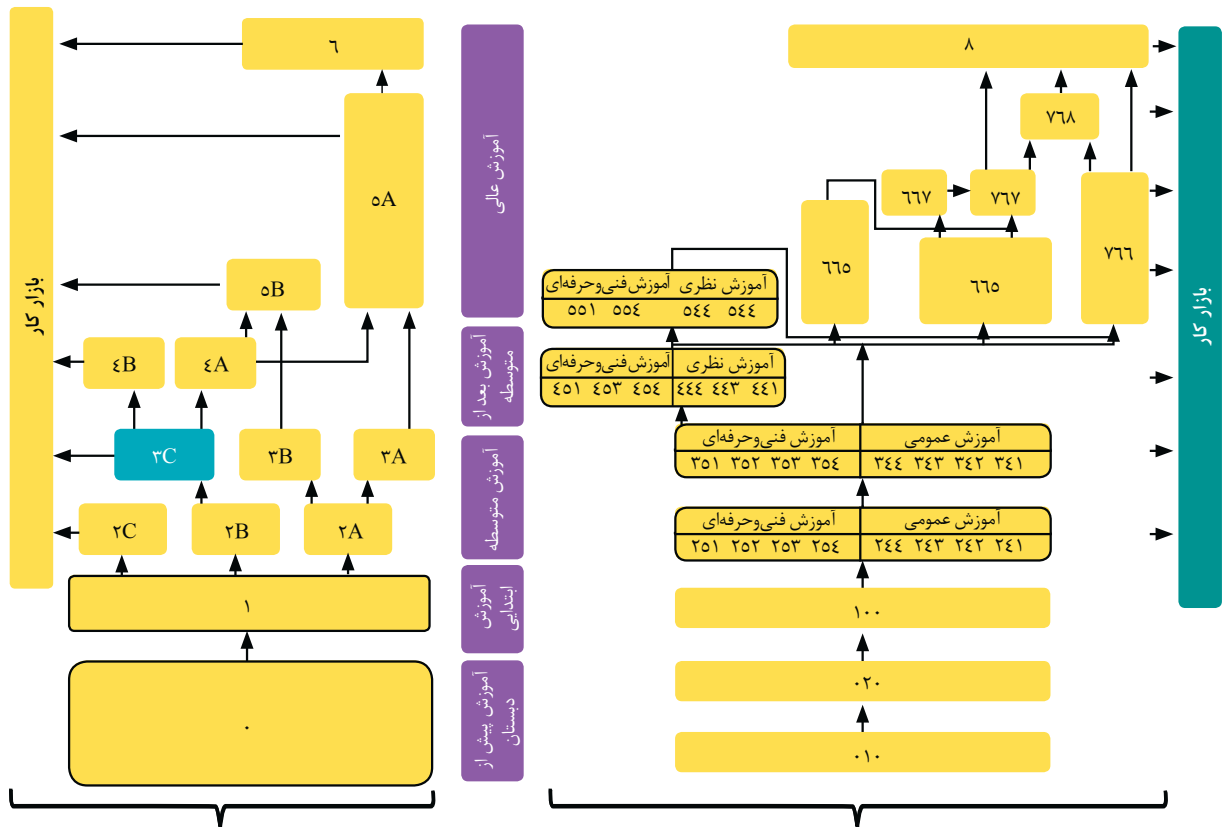 بازار کار
٦
٥A
٥B
٤B
٤A
٣C
٣B
٣A
٢C
٢B
٢A
١
٠
آموزش عالی
آموزش بعد از
متوسطه
آموزش متوسطه
آموزش
ابتدایی
آموزش پیش از
دبستان
٨
٧٦٨
٦٦٧
٧٦٧
٧٦٦
٦٦٥
٦٦٥
آموزش نظری آموزش‌فنی‌وحرفه‌ای
٥٥١ ٥٥٤ ٥٤٤ ٥٤٤
آموزش نظری آموزش‌فنی‌وحرفه‌ای
٤٥١ ٤٥٣ ٤٥٤ ٤٤٤ ٤٤٣ ٤٤١
آموزش عمومی آموزش فنی‌وحرفه‌ای
٣٥١ ٣٥٢ ٣٥٣ ٣٥٤ ٣٤٤ ٣٤٣ ٣٤٢ ٣٤١
آموزش عمومی آموزش فنی‌وحرفه‌ای
٢٥١ ٢٥٢ ٢٥٣ ٢٥٤ ٢٤٤ ٢٤٣ ٢٤٢ ٢٤١
١٠٠
٠٢٠
٠١٠
بازار کار